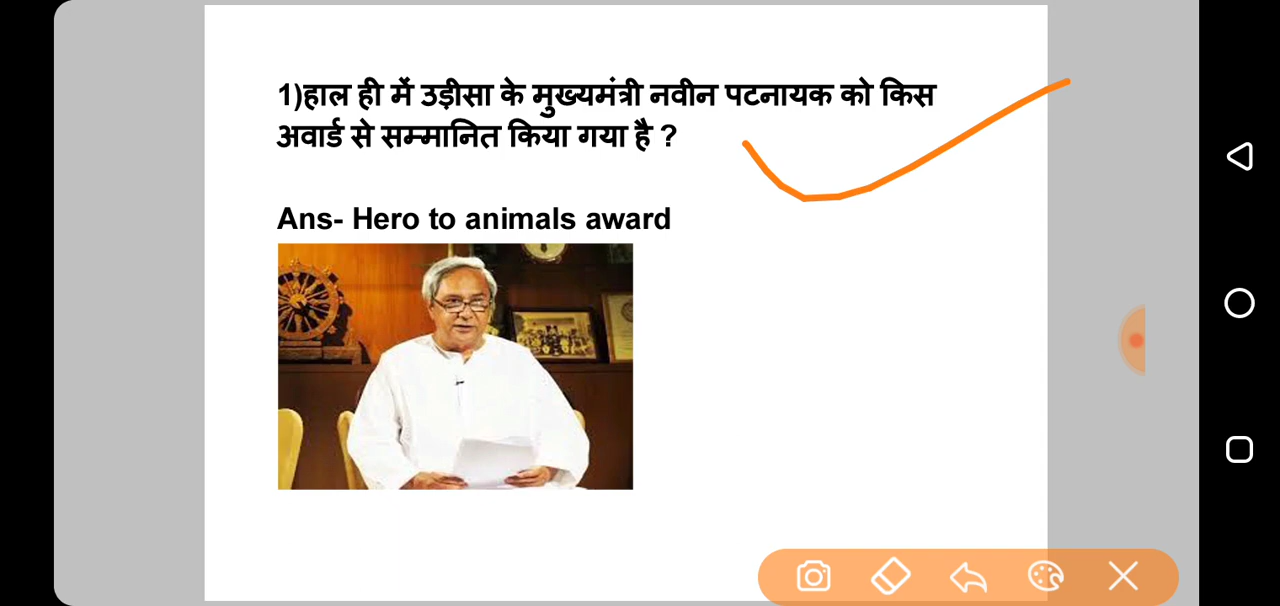 1)हाल ही में उड़ीसा के मुख्यमंत्री नवीन पटनायक को किस
अवार्ड से सम्मानित किया गया है ?
Ans- Hero to animals award